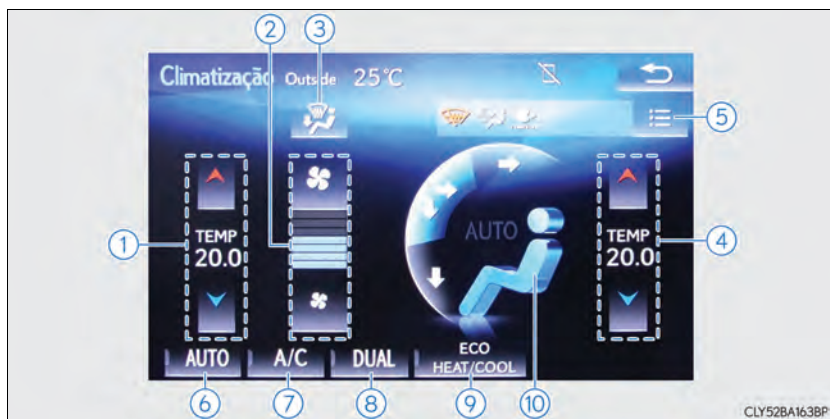 2 3
Climatização Outside 25°C
5
1
TEMP
20.0
AUTO
TEMP
20.0
4
AUTO A/C DUAL ECO
HEAT/COOL
6 7 8 9 10
CLY52BA163BP